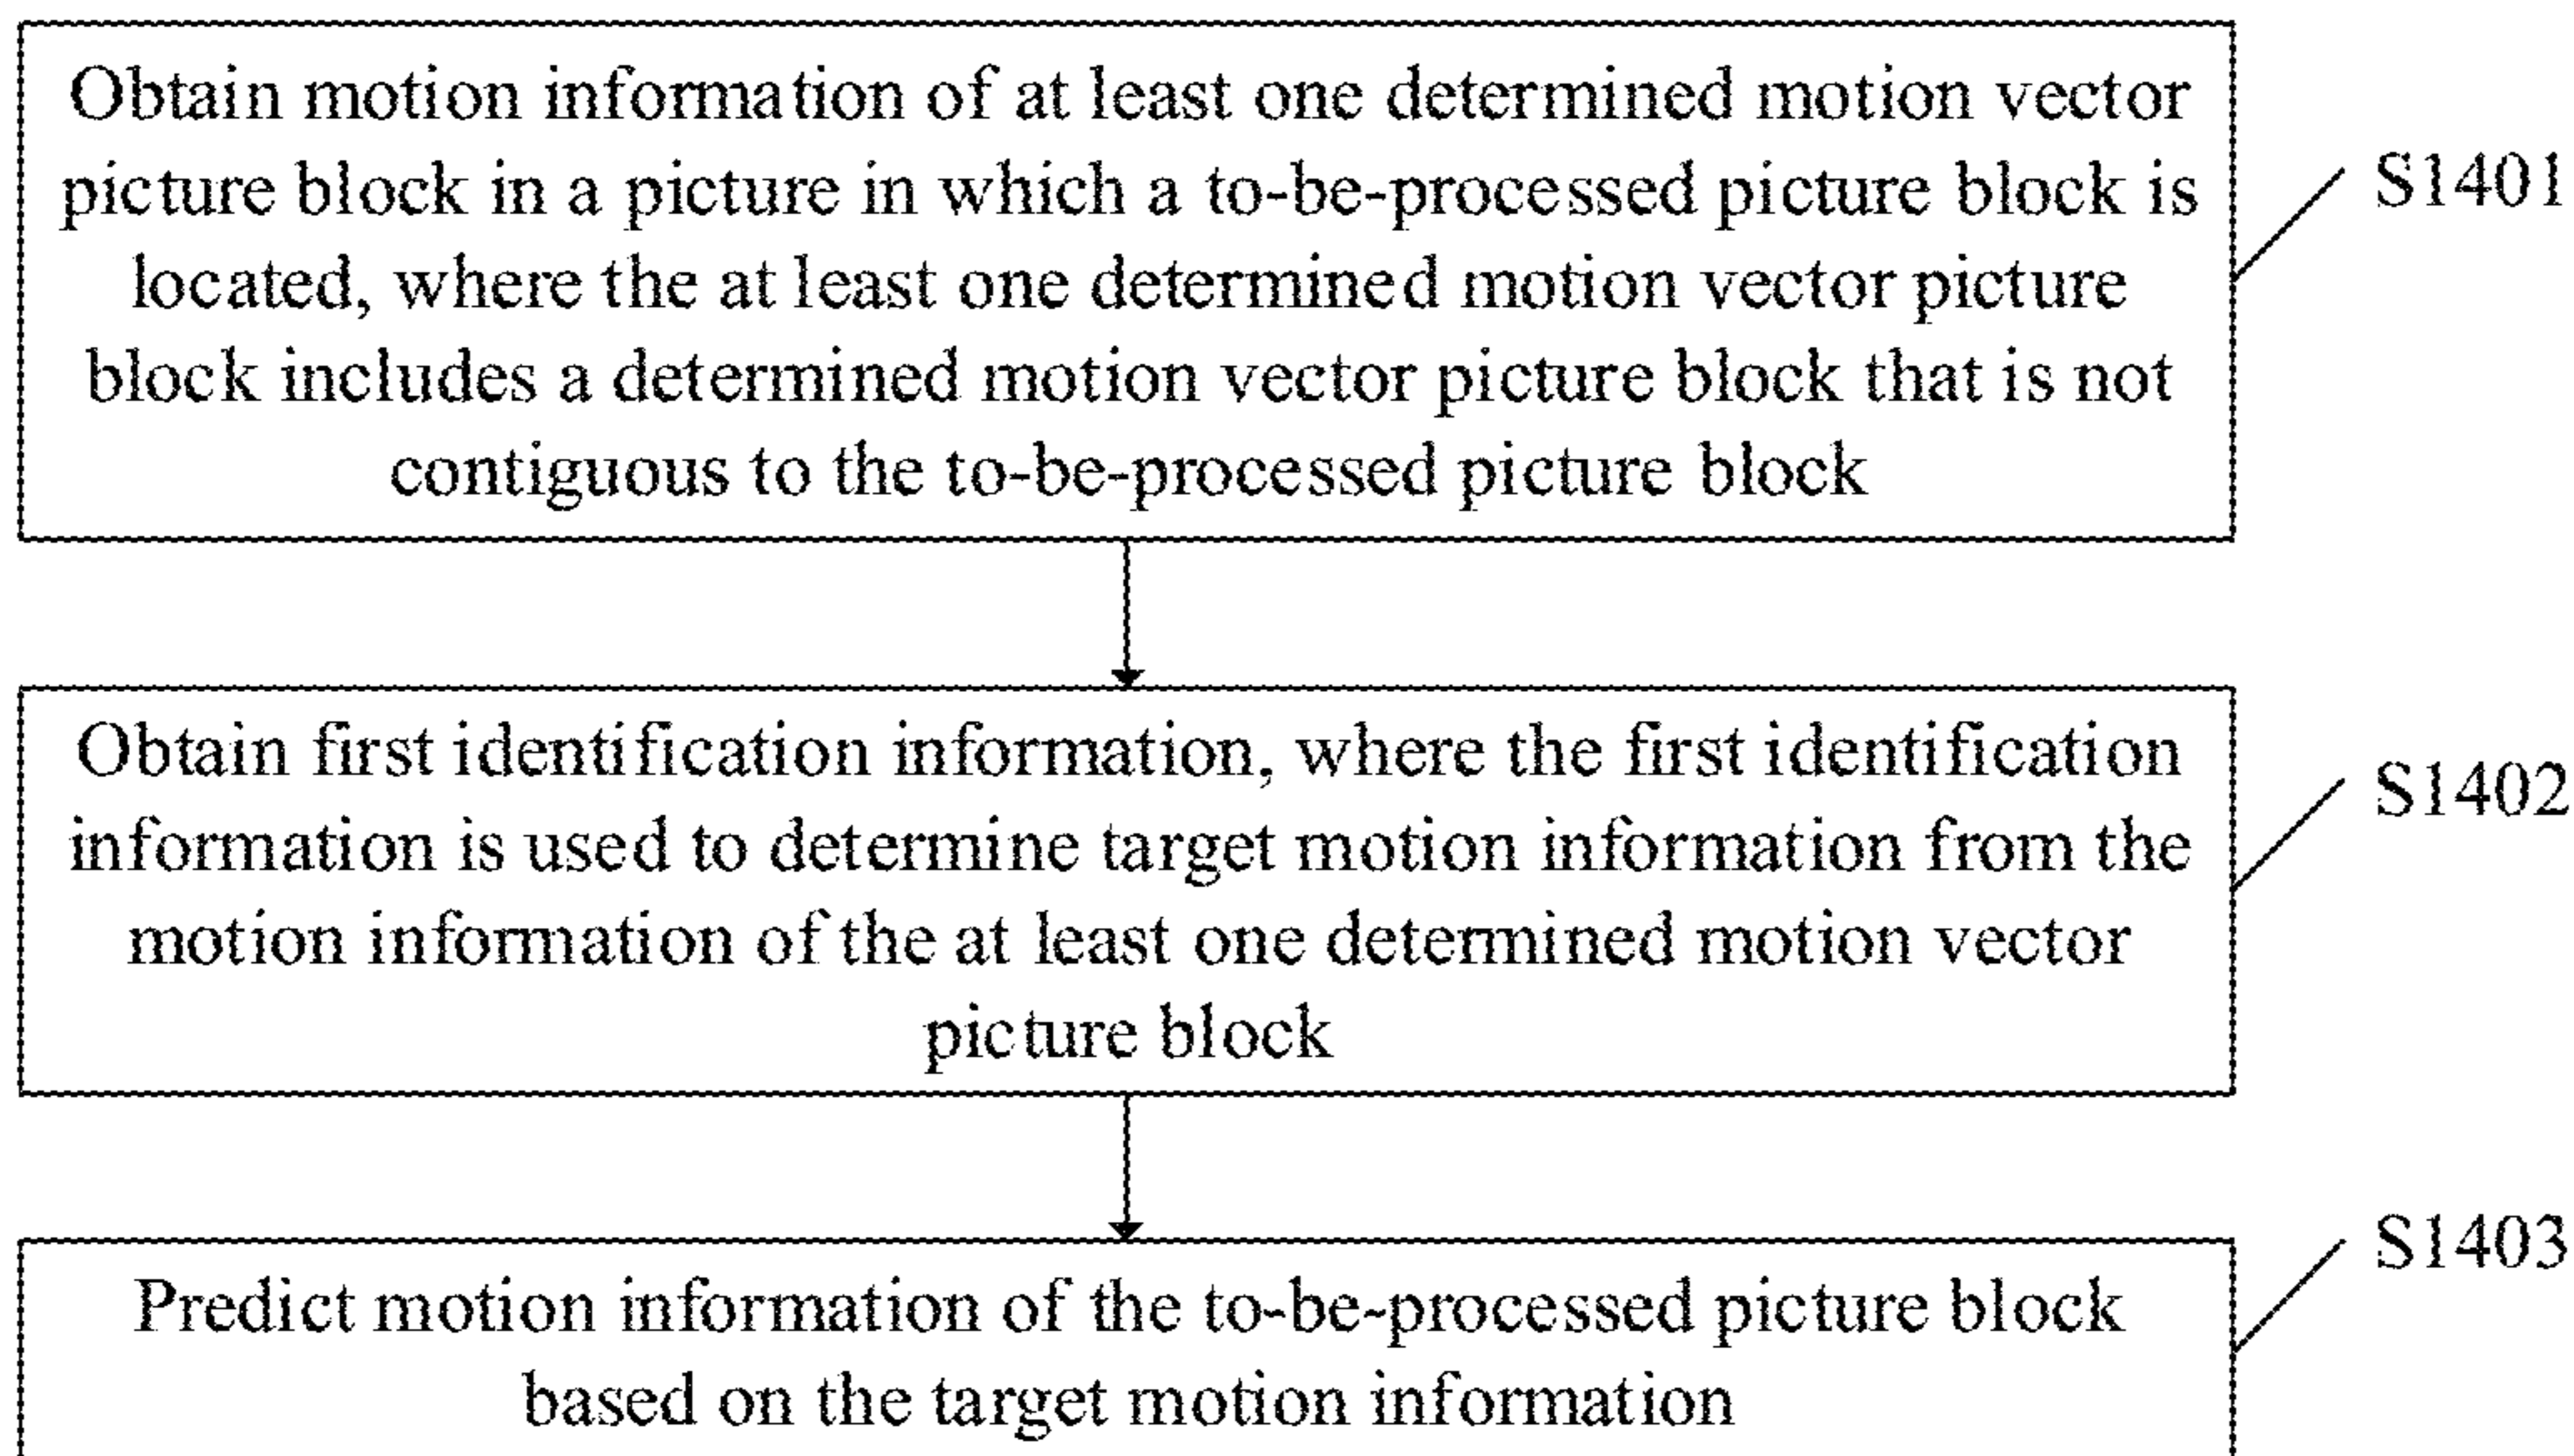 Obtain motion information of at least one determined motion vector
picture block in a picture in which a to-be-processed picture block is
located, where the at least one determined motion vector picture
block includes a determined motion vector picture block that is not
contiguous to the to-be-processed picture block
S1401
Obtain first identification information, where the first identification
information is used to determine target motion information from the
motion information of the at least one determined motion vector
picture block
S1402
Predict motion information of the to-be-processed picture block
based on the target motion information
S1403